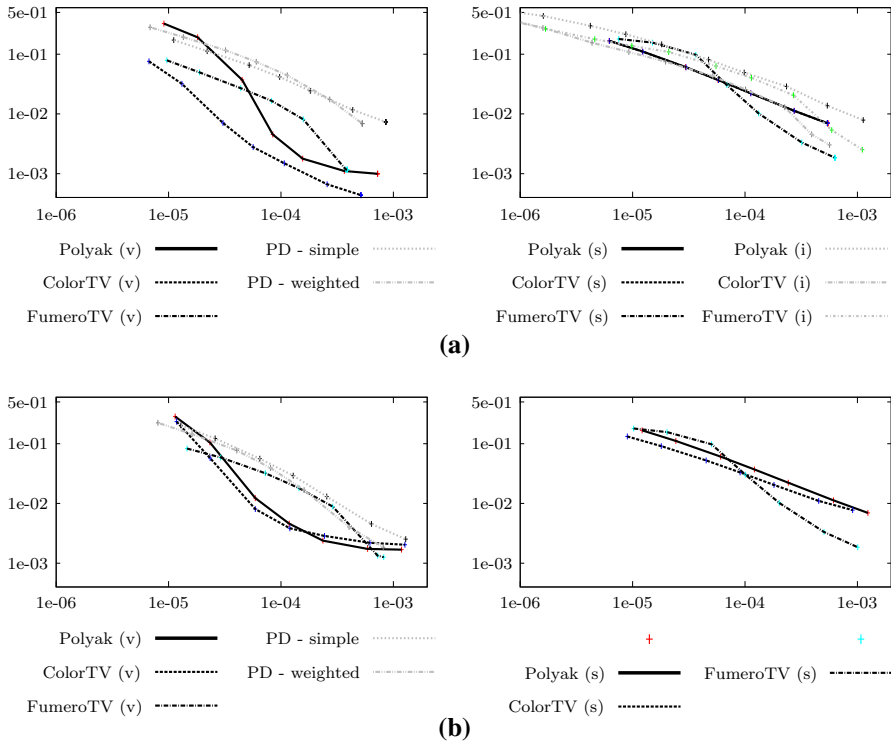 5e-01
1e-01
1e-02
1e-03
1e-06 1e-05 1e-04 1e-03
Polyak (v) PD - simple
ColorTV (v) PD - weighted
FumeroTV (v)
5e-01
1e-01
1e-02
1e-03
1e-06 1e-05 1e-04 1e-03
Polyak (s) Polyak (i)
ColorTV (s) ColorTV (i)
FumeroTV (s) FumeroTV (i)
(a)
5e-01
1e-01
1e-02
1e-03
1e-06 1e-05 1e-04 1e-03
Polyak (v) PD - simple
ColorTV (v) PD - weighted
FumeroTV (v)
5e-01
1e-01
1e-02
1e-03
1e-06 1e-05 1e-04 1e-03
Polyak (s) FumeroTV (s)
ColorTV (s)
(b)